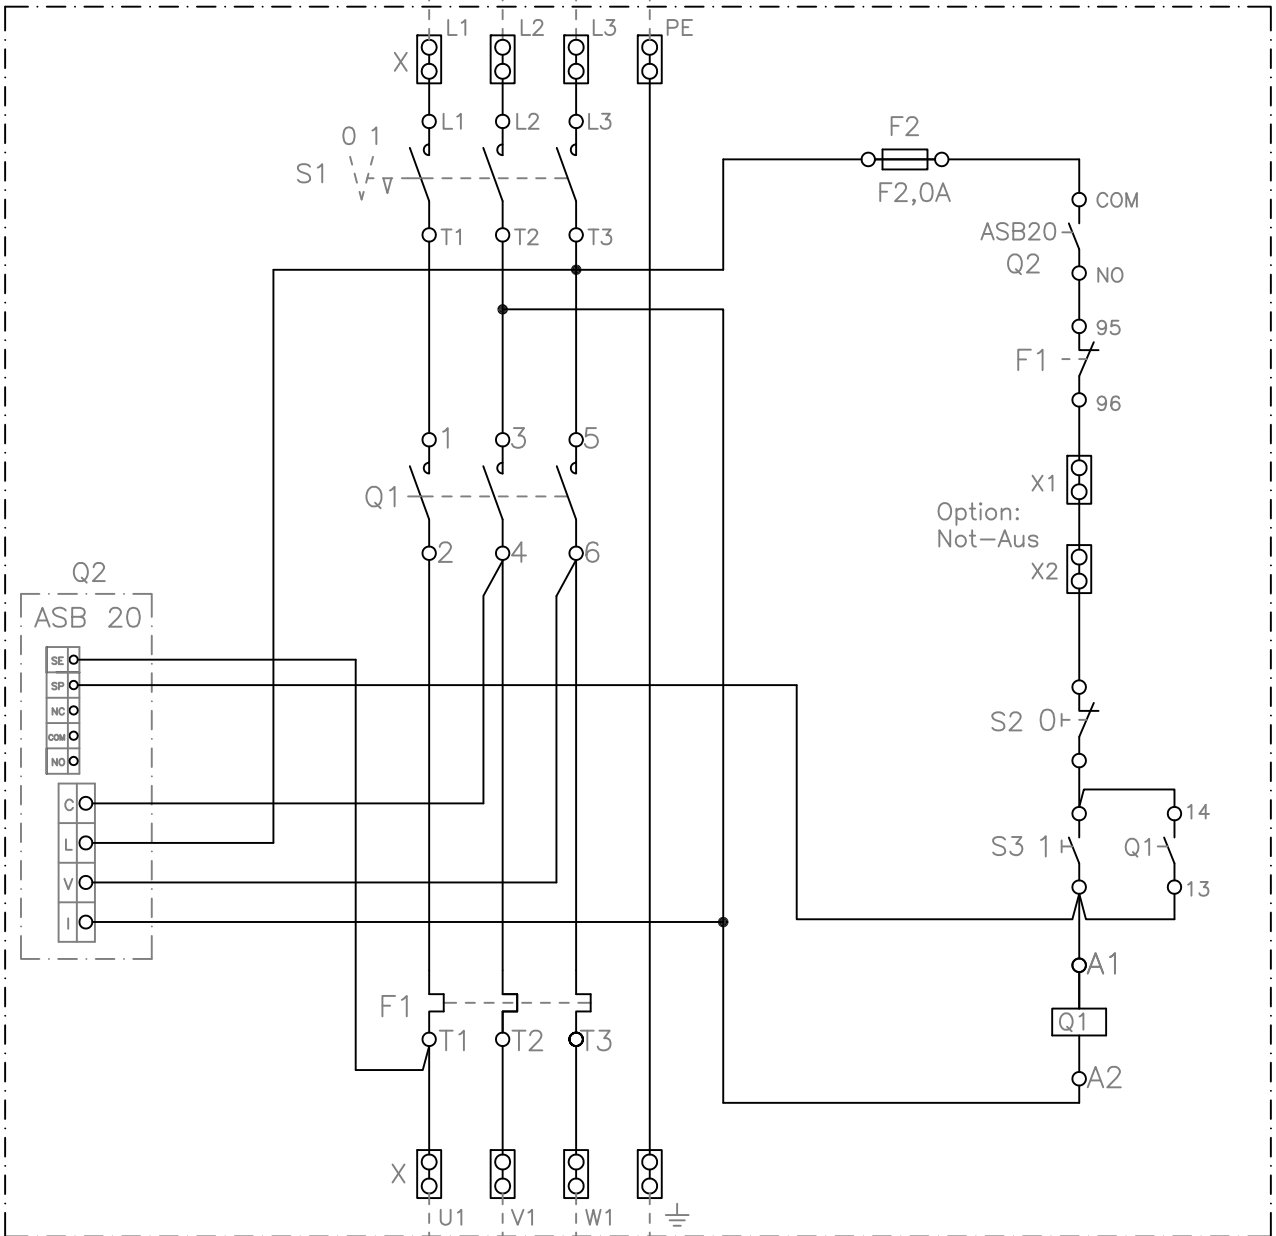 L1 L2 L3 PE
X
L1 L2 L3
0 1
S1
T1 T2 T3
F2
F2,0A
COM
ASB20
Q2
NO
95
F1
96
1 3 5
Q1
2 4 6
X1
Option:
Not-Aus
X2
Q2
ASB 20
SE
SP
NC
COM
NO
C
L
V
I
S2 0
14
S3 1
Q1
13
A1
Q1
A2
F1
T1 T2 T3
X
U1 V1 W1